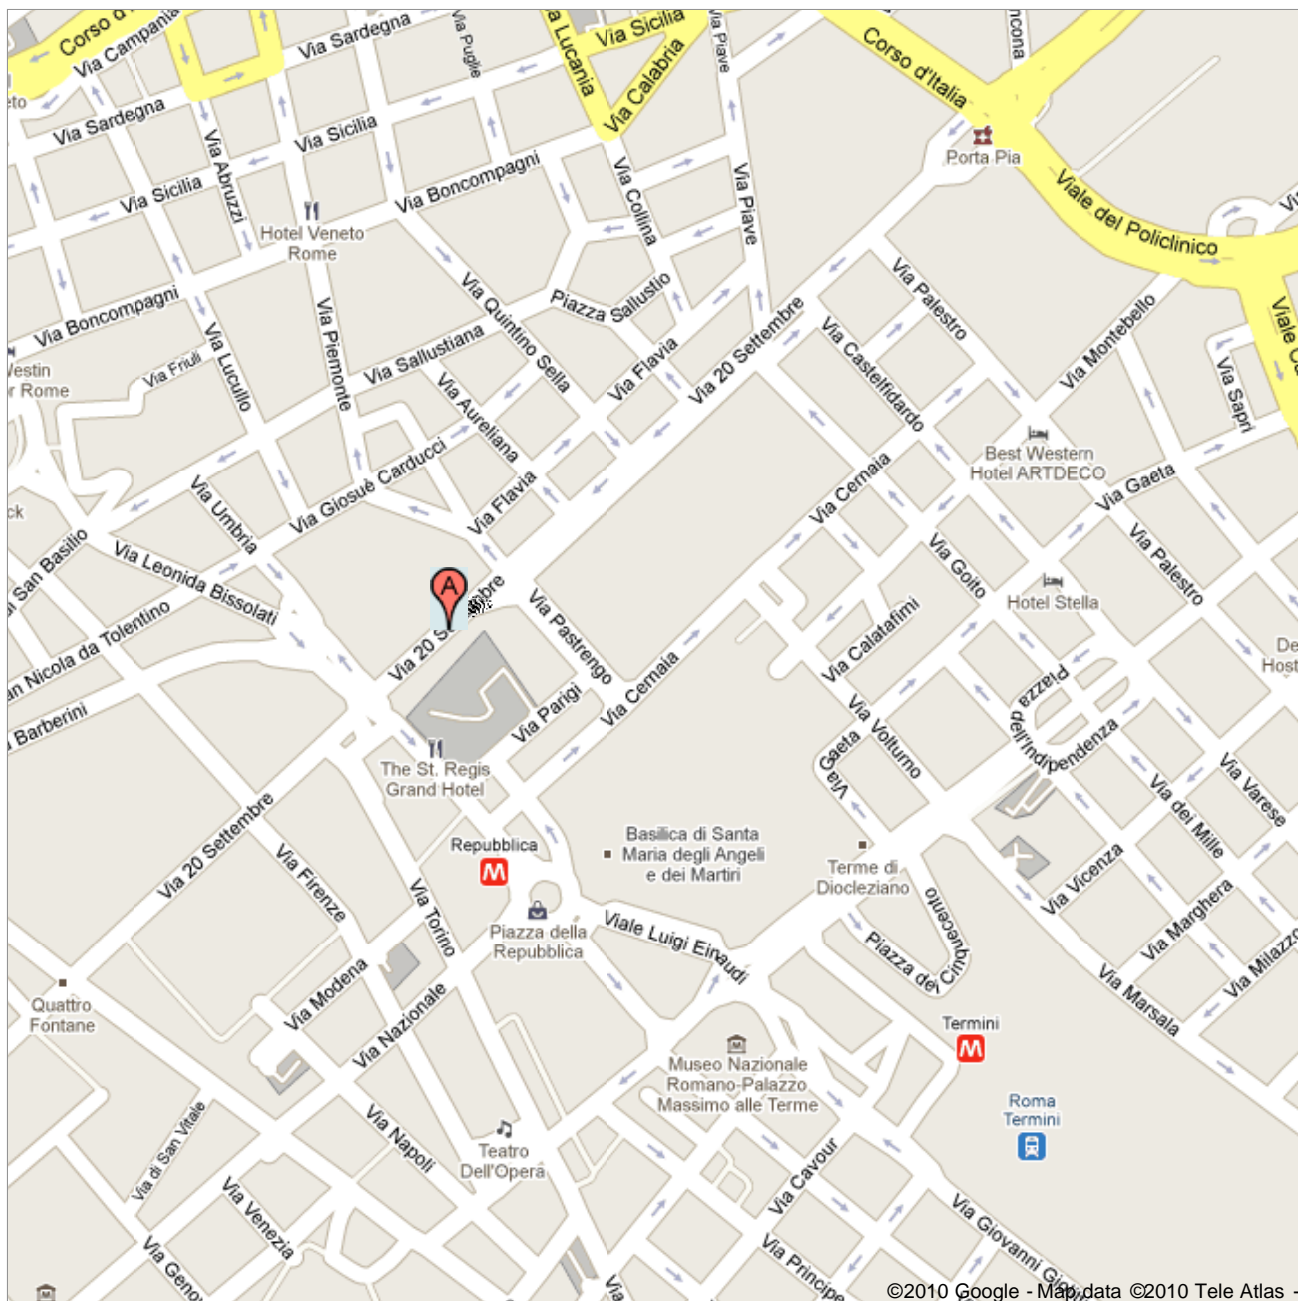 Corso d'I
Via Campania
Via Sardegna
Via Puglie
Via Lucania
Via Sicilia
Via Calabria
Via Piave
Corso d'Italia
Porta Pia
Viale del Policlinico
Via Sardegna
Via Abruzzi
Via Sicilia
Via Sicilia
Via Boncompagni
Via Collina
Via Piave
Hotel Veneto
Rome
Via Boncompagni
Via Lucullo
Via Piemonte
Via Quintino Sella
Piazza Sallustio
Via Sallustiana
Via Flavia
Via 20 Settembre
Via Palestro
Via Castelfidardo
Via Montebello
Via Sapri
Via Friuli
Via Aureliana
Via Giosuè Carducci
Via Flavia
Via Cernaia
Best Western
Hotel ARTDECO
Via Gaeta
Via Palestro
Via Umbria
Via Leonida Bissolati
San Basilio
Nicola da Tolentino
Barberini
A
Via 20 Se
mbre
Via Pastrengo
Via Parigi
Via Cernaia
Via Goito
Via Calatafimi
Hotel Stella
Piazza
dell'Indipendenza
Via Volturno
Via Gaeta
Via Varese
Via dei Mille
Via Vicenza
Via Marghera
Via Milazzo
Via Marsala
The St. Regis
Grand Hotel
Repubblica
M
Basilica di Santa
Maria degli Angeli
e dei Martiri
Terme di
Diocleziano
Via 20 Settembre
Via Firenze
Via Torino
Piazza della
Repubblica
Viale Luigi Einaudi
Piazza dei Cinquecento
Quattro
Fontane
Via Modena
Via Nazionale
Termini
M
Museo Nazionale
Romano-Palazzo
Massimo alle Terme
Roma
Termini
Via di San Vitale
Via Napoli
Teatro
Dell'Opera
Via Cavour
Via Venezia
Via Genov
Via Principe
Via Giovanni Giolitti
©2010 Google - Map data ©2010 Tele Atlas -